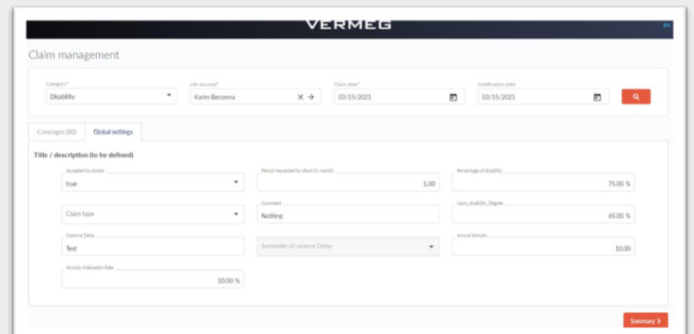 VERMEG
Claim management
Category*
Life assured*
Claim date*
modification date
Disability
Karim Benzema
03/15/2021
03/15/2021
Coverages (80)
Global settings
Title / description (to be defined)
Accepted by doctor
Period requested by client (in month)
Percentage of disability
true
1.00
75.00 %
Claim type
Comment
Nothing
claim_disability_Degree
65.00 %
Carence Delay
Test
Surrender of carence Delay
Annual Annuity
10.00
Annuity Indexation Rate
10.00 %
Summary